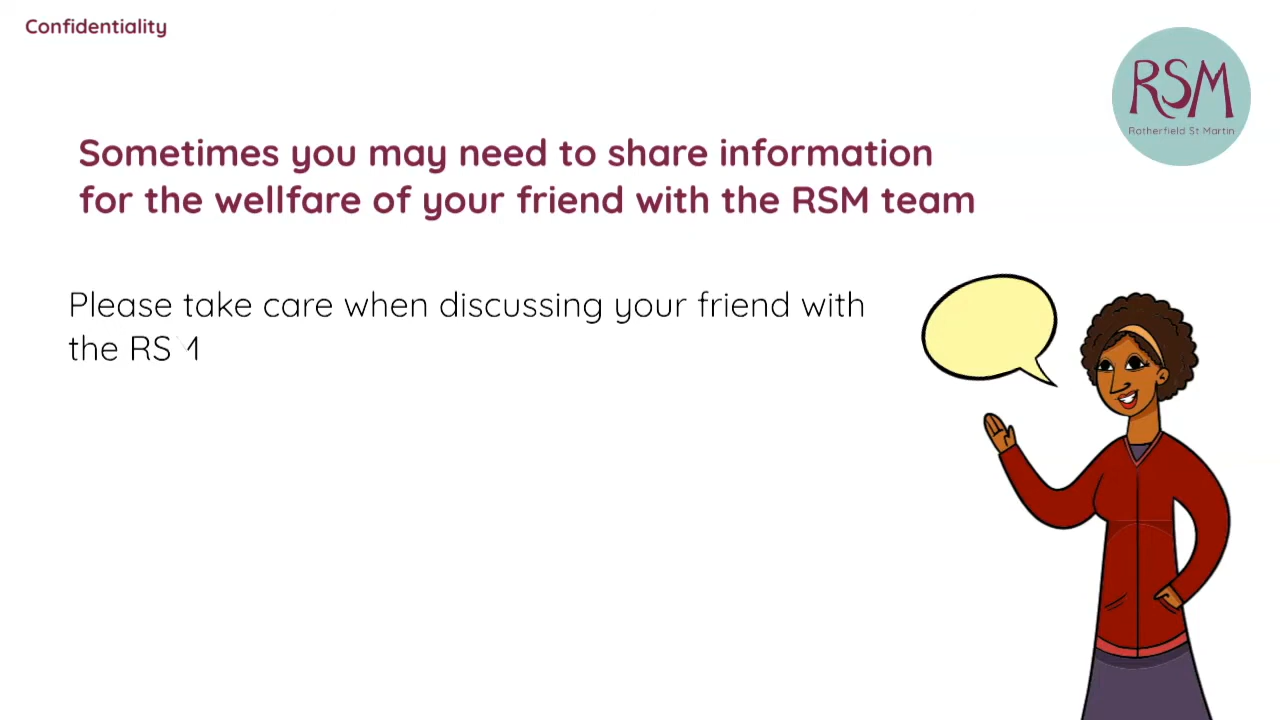 Confidentiality
RSM
Rotherfield St Martin
Sometimes you may need to share information
for the wellfare of your friend with the RSM team
Please take care when discussing your friend with
the RSM